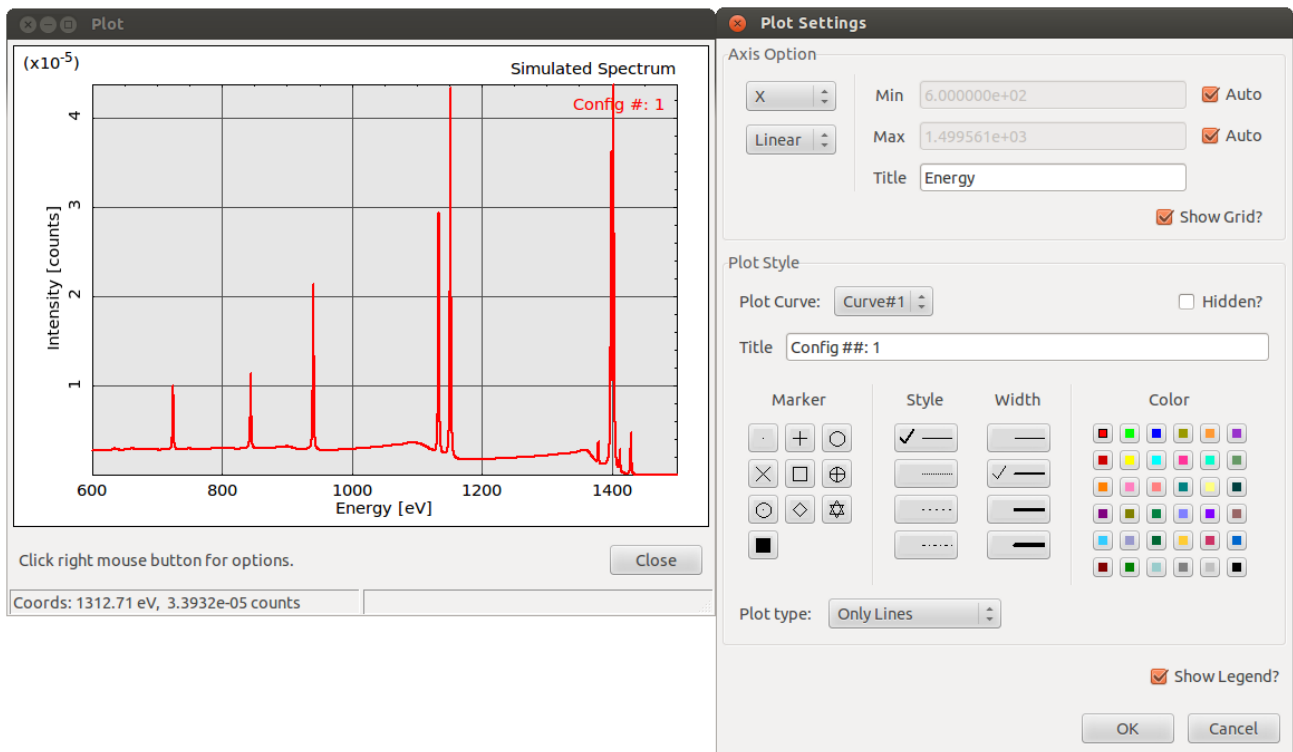 Plot
(x10-5)
Simulated Spectrum
Config #: 1
4
3
2
1
Intensity [counts]
600 800 1000 1200 1400
Energy [eV]
Click right mouse button for options.
Close
Coords: 1312.71 eV, 3.3932e-05 counts
Plot Settings
Axis Option
X Min 6.000000e+02 Auto
Linear Max 1.499561e+03 Auto
Title Energy
Show Grid?
Plot Style
Plot Curve: Curve#1 Hidden?
Title Config ##: 1
Marker Style Width Color
Plot type: Only Lines
Show Legend?
OK Cancel